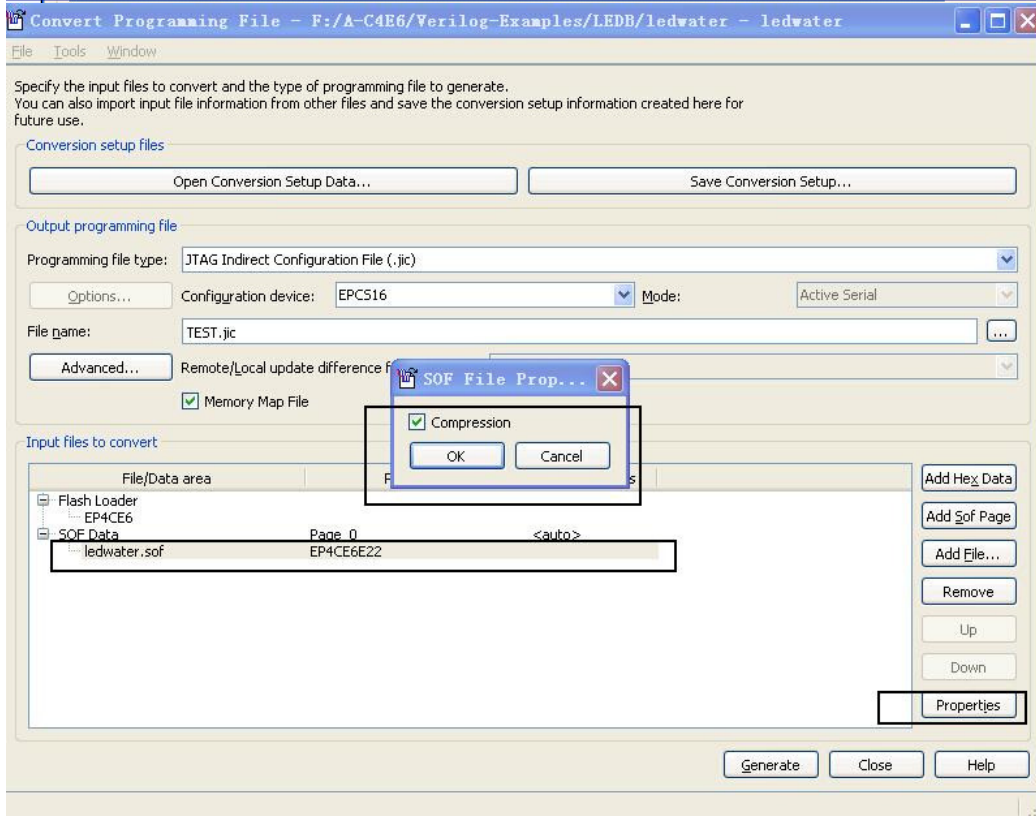 Convert Programming File - F:/A-C4E6/Verilog-Examples/LEDB/ledwater - ledwater
File Tools Window
Specify the input files to convert and the type of programming file to generate.
You can also import input file information from other files and save the conversion setup information created here for
future use.
Conversion setup files
Open Conversion Setup Data... Save Conversion Setup...
Output programming file
Programming file type: JTAG Indirect Configuration File (.jic)
Options... Configuration device: EPCS16 Mode: Active Serial
File name: TEST.jic ...
Advanced... Remote/Local update difference f
SOF File Prop...
Memory Map File
Compression
OK Cancel
Input files to convert
File/Data area
Add Hex Data
Flash Loader
EP4CE6
Add Sof Page
SOF Data Page_0 <auto>
ledwater.sof EP4CE6E22
Add File...
Remove
Up
Down
Properties
Generate Close Help